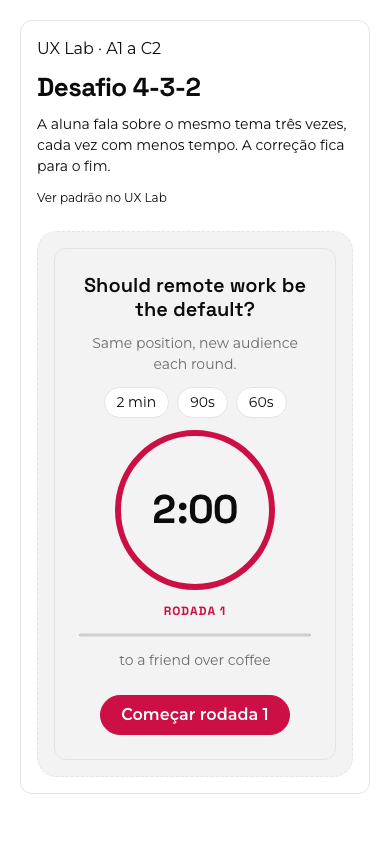 UX Lab · A1 a C2
Desafio 4-3-2
A aluna fala sobre o mesmo tema três vezes,
cada vez com menos tempo. A correção fica
para o fim.
Ver padrão no UX Lab
Should remote work be
the default?
Same position, new audience
each round.
2 min 90s 60s
2:00
RODADA 1
to a friend over coffee
Começar rodada 1